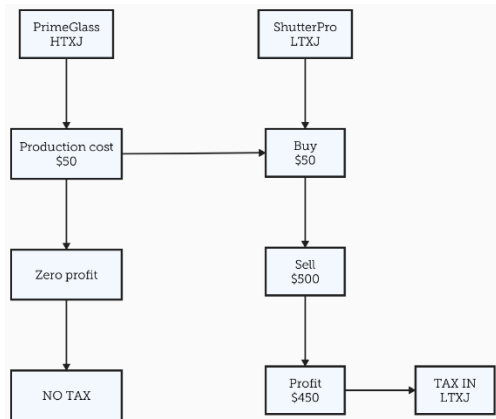 PrimeGlass
HTXJ
ShutterPro
LTXJ
Production cost
$50
Buy
$50
Zero profit
Sell
$500
NO TAX
Profit
$450
TAX IN
LTXJ